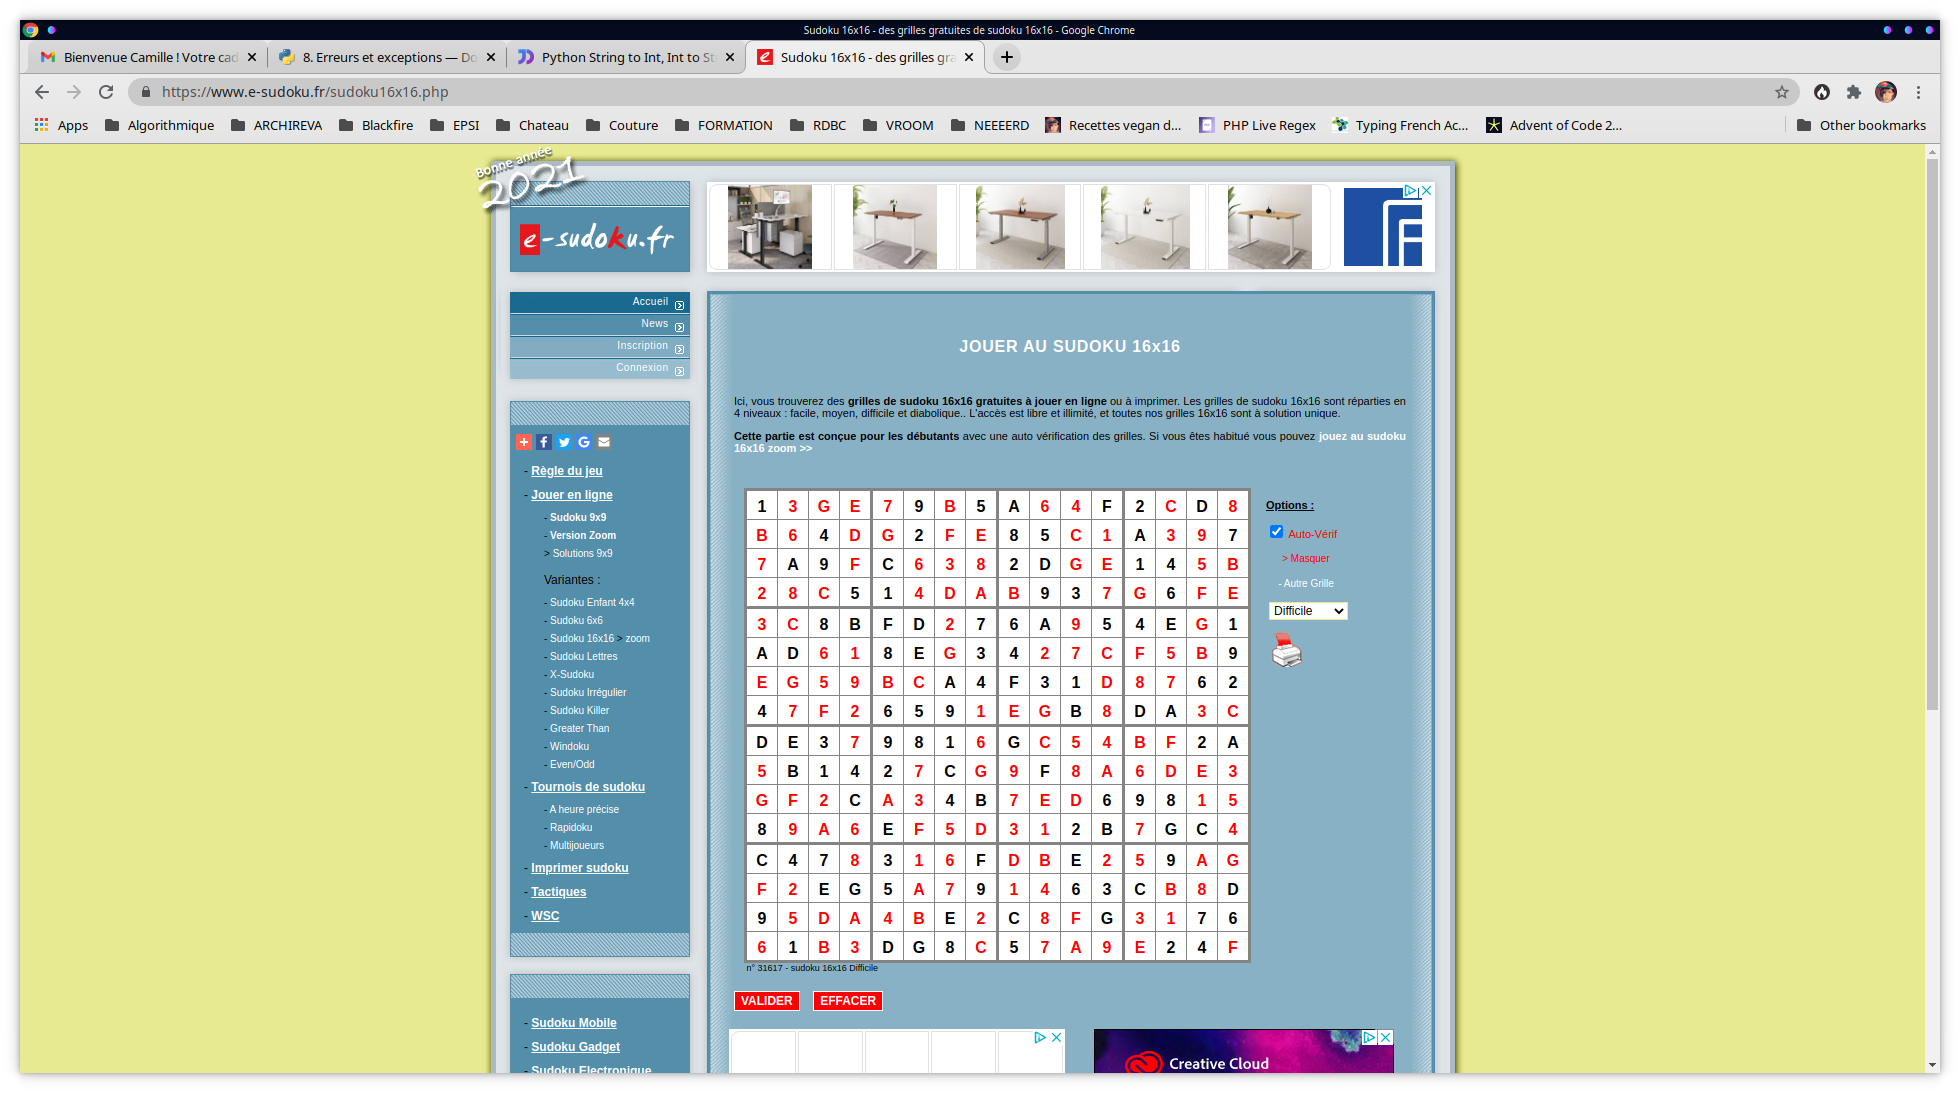 Sudoku 16x16 - des grilles gratuites de sudoku 16x16 - Google Chrome
Bienvenue Camille ! Votre cad
8. Erreurs et exceptions — Do
Python String to Int, Int to St
Sudoku 16x16 - des grilles gra
https://www.e-sudoku.fr/sudoku16x16.php
Apps Algorithmique ARCHIREVA Blackfire EPSI Chateau Couture FORMATION RDBC VROOM NEEEERD Recettes vegan d... PHP Live Regex Typing French Ac... Advent of Code 2... Other bookmarks
Bonne année
2021
e-sudoku.fr
Accueil
News
Inscription
Connexion
- Règle du jeu
- Jouer en ligne
- Sudoku 9x9
- Version Zoom
> Solutions 9x9
Variantes :
- Sudoku Enfant 4x4
- Sudoku 6x6
- Sudoku 16x16 > zoom
- Sudoku Lettres
- X-Sudoku
- Sudoku Irrégulier
- Sudoku Killer
- Greater Than
- Windoku
- Even/Odd
- Tournois de sudoku
- A heure précise
- Rapidoku
- Multijoueurs
- Imprimer sudoku
- Tactiques
- WSC
- Sudoku Mobile
- Sudoku Gadget
- Sudoku Electronique
JOUER AU SUDOKU 16x16
Ici, vous trouverez des grilles de sudoku 16x16 gratuites à jouer en ligne ou à imprimer. Les grilles de sudoku 16x16 sont réparties en
4 niveaux : facile, moyen, difficile et diabolique.. L'accès est libre et illimité, et toutes nos grilles 16x16 sont à solution unique.
Cette partie est conçue pour les débutants avec une auto vérification des grilles. Si vous êtes habitué vous pouvez jouez au sudoku
16x16 zoom >>
1 3 G E 7 9 B 5 A 6 4 F 2 C D 8
B 6 4 D G 2 F E 8 5 C 1 A 3 9 7
7 A 9 F C 6 3 8 2 D G E 1 4 5 B
2 8 C 5 1 4 D A B 9 3 7 G 6 F E
3 C 8 B F D 2 7 6 A 9 5 4 E G 1
A D 6 1 8 E G 3 4 2 7 C F 5 B 9
E G 5 9 B C A 4 F 3 1 D 8 7 6 2
4 7 F 2 6 5 9 1 E G B 8 D A 3 C
D E 3 7 9 8 1 6 G C 5 4 B F 2 A
5 B 1 4 2 7 C G 9 F 8 A 6 D E 3
G F 2 C A 3 4 B 7 E D 6 9 8 1 5
8 9 A 6 E F 5 D 3 1 2 B 7 G C 4
C 4 7 8 3 1 6 F D B E 2 5 9 A G
F 2 E G 5 A 7 9 1 4 6 3 C B 8 D
9 5 D A 4 B E 2 C 8 F G 3 1 7 6
6 1 B 3 D G 8 C 5 7 A 9 E 2 4 F
n° 31617 - sudoku 16x16 Difficile
Options :
Auto-Vérif
> Masquer
- Autre Grille
Difficile
VALIDER EFFACER
Creative Cloud